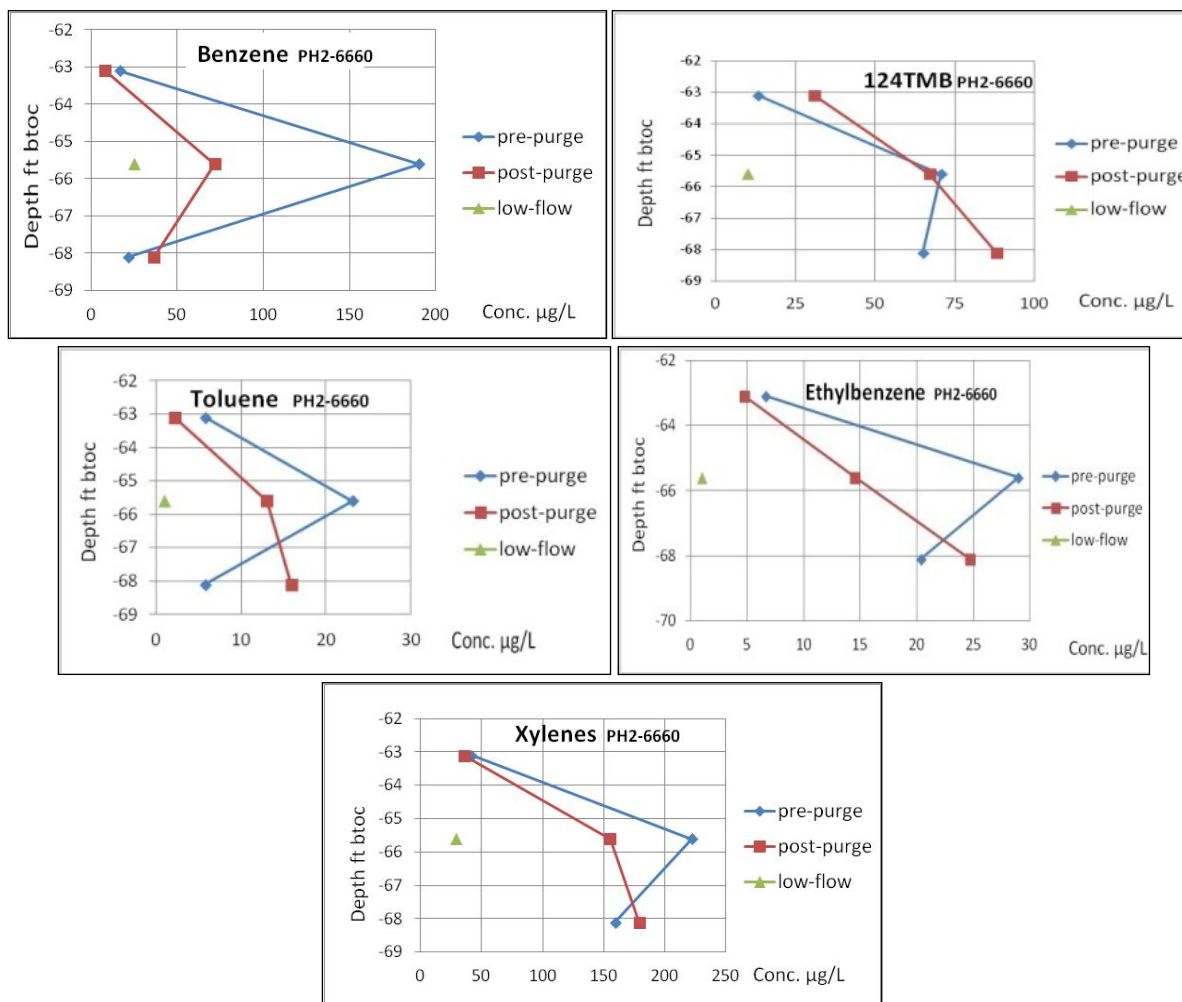 Benzene PH2-6660
Depth ft btoc
-62
-63
-64
-65
-66
-67
-68
-69
0 50 100 150 200
Conc. µg/L
pre-purge
post-purge
low-flow
124TMB PH2-6660
Depth ft btoc
-62
-63
-64
-65
-66
-67
-68
-69
0 25 50 75 100
Conc. µg/L
pre-purge
post-purge
low-flow
Toluene PH2-6660
Depth ft btoc
-62
-63
-64
-65
-66
-67
-68
-69
0 10 20 30
Conc. µg/L
pre-purge
post-purge
low-flow
Ethylbenzene PH2-6660
Depth ft btoc
-62
-64
-66
-68
-70
0 5 10 15 20 25 30
Conc. µg/L
pre-purge
post-purge
low-flow
Xylenes PH2-6660
Depth ft btoc
-62
-63
-64
-65
-66
-67
-68
-69
0 50 100 150 200 250
Conc. µg/L
pre-purge
post-purge
low-flow